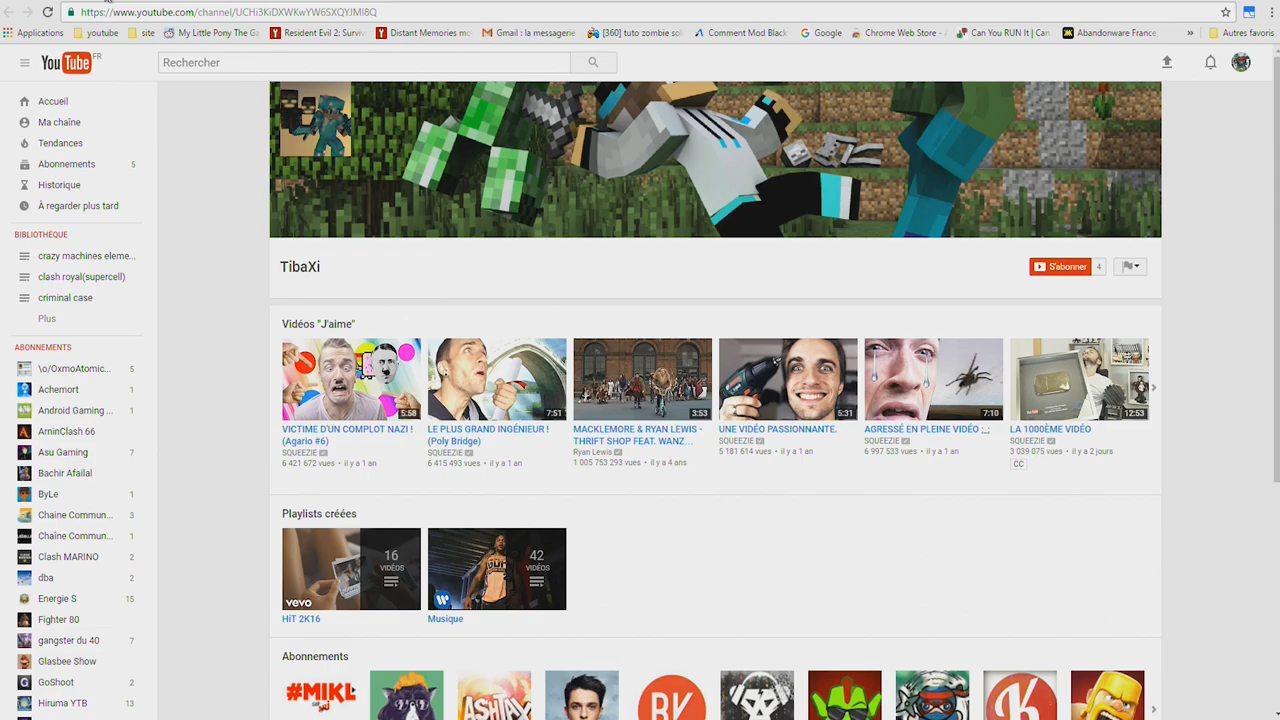 https://www.youtube.com/channel/UCHi3KiDXWKwYW6SXQYJMI8Q
Applications youtube site My Little Pony The Ga Resident Evil 2: Surviv Distant Memories mo Gmail : la messagerie [360] tuto zombie sol Comment Mod Black Google Chrome Web Store - Can You RUN It | Can Abandonware France » Autres favoris
YouTube FR
Rechercher
Accueil
Ma chaîne
Tendances
Abonnements 5
Historique
À regarder plus tard
BIBLIOTHÈQUE
crazy machines eleme...
clash royal(supercell)
criminal case
Plus
ABONNEMENTS
\o/OxmoAtomic... 5
Achemort 1
Android Gaming ... 1
ArninClash 66
Asu Gaming 7
Bachir Afailal
ByLe 1
Chaine Commun... 3
Chaîne Commun... 1
Clash MARINO
dba 2
Energie S 15
Fighter 80
gangster du 40 7
Glasbee Show
GoShoot 2
Hiruma YTB 13
TibaXi
S'abonner 4
Vidéos "J'aime"
5:58
7:51
3:53
5:31
7:10
12:53
VICTIME D'UN COMPLOT NAZI !
(Agario #6)
SQUEEZIE
6 421 672 vues • il y a 1 an
LE PLUS GRAND INGÉNIEUR !
(Poly Bridge)
SQUEEZIE
6 415 493 vues • il y a 1 an
MACKLEMORE & RYAN LEWIS -
THRIFT SHOP FEAT. WANZ...
Ryan Lewis
1 005 753 293 vues • il y a 4 ans
UNE VIDÉO PASSIONNANTE.
SQUEEZIE
5 181 614 vues • il y a 1 an
AGRESSÉ EN PLEINE VIDÉO ;_;
SQUEEZIE
6 997 533 vues • il y a 1 an
LA 1000ÈME VIDÉO
SQUEEZIE
3 039 075 vues • il y a 2 jours
CC
Playlists créées
16
VIDÉOS
vevo
42
VIDÉOS
HiT 2K16
Musique
Abonnements
#MIKL
ASHTAX
RK
K